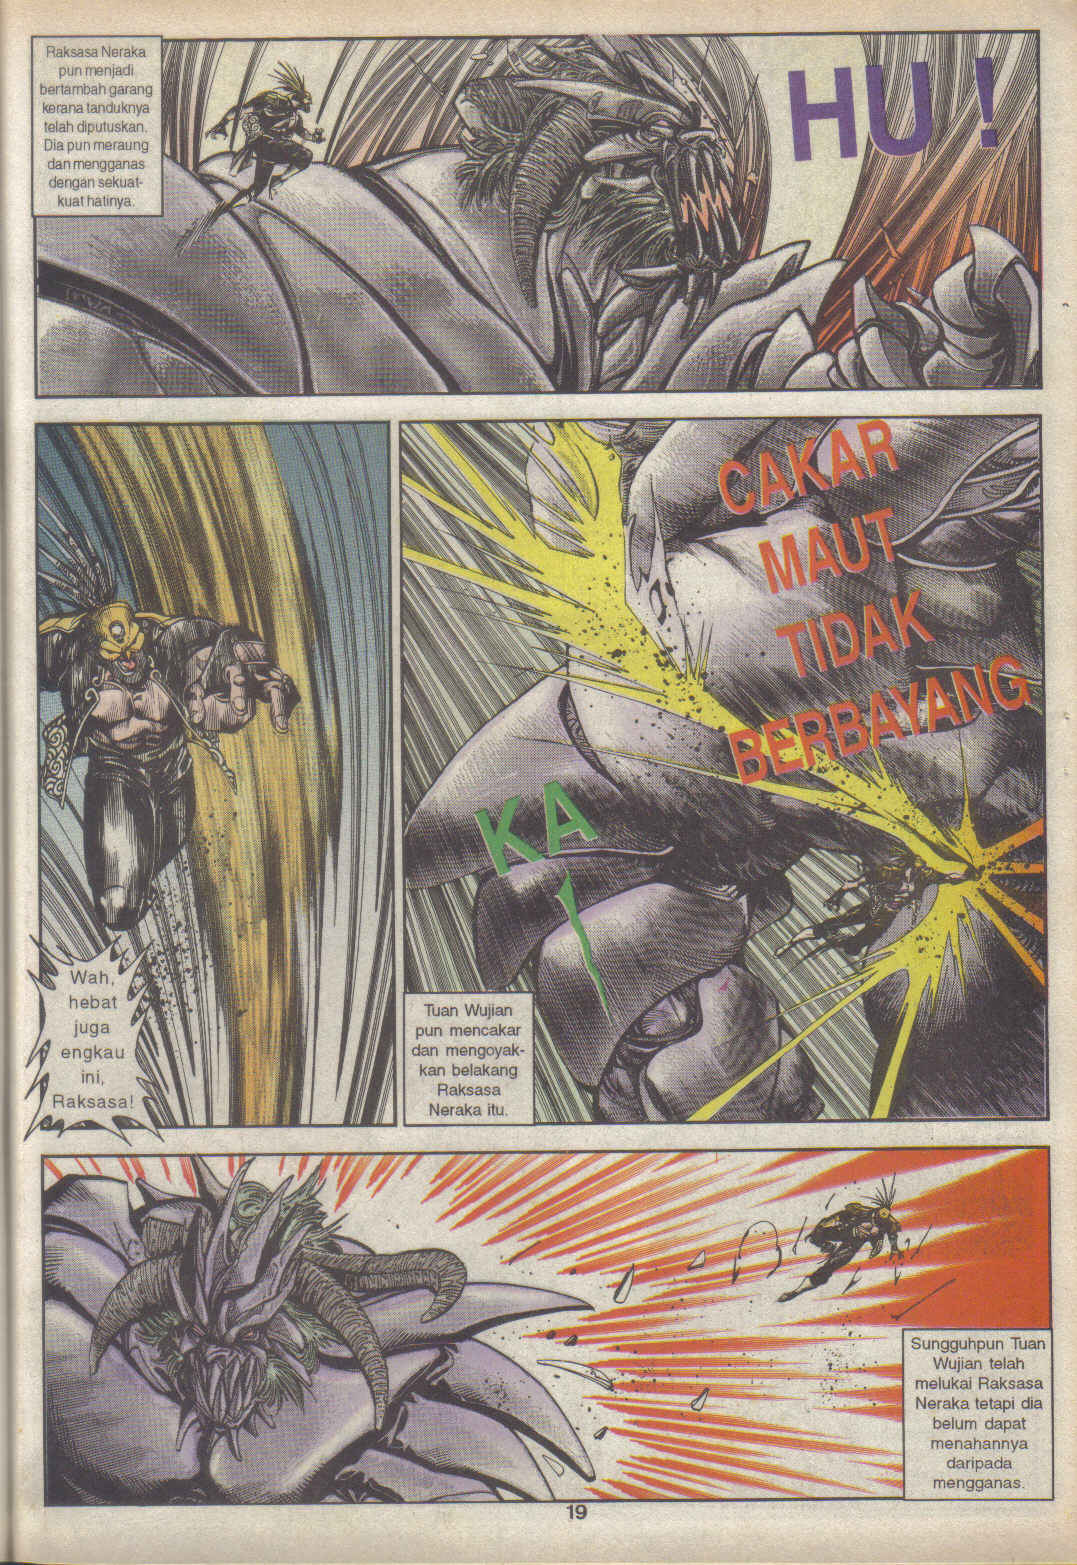 Raksasa Neraka
pun menjadi
bertambah garang
kerana tanduknya
telah diputuskan.
Dia pun meraung
dan mengganas
dengan sekuat-
kuat hatinya.
HU !
Wah,
hebat
juga
engkau
ini,
Raksasa!
CAKAR
MAUT
TIDAK
BERBAYANG
KA
Tuan Wujian
pun mencakar
dan mengoyak-
kan belakang
Raksasa
Neraka itu.
Sungguhpun Tuan
Wujian telah
melukai Raksasa
Neraka tetapi dia
belum dapat
menahannya
daripada
mengganas.
19